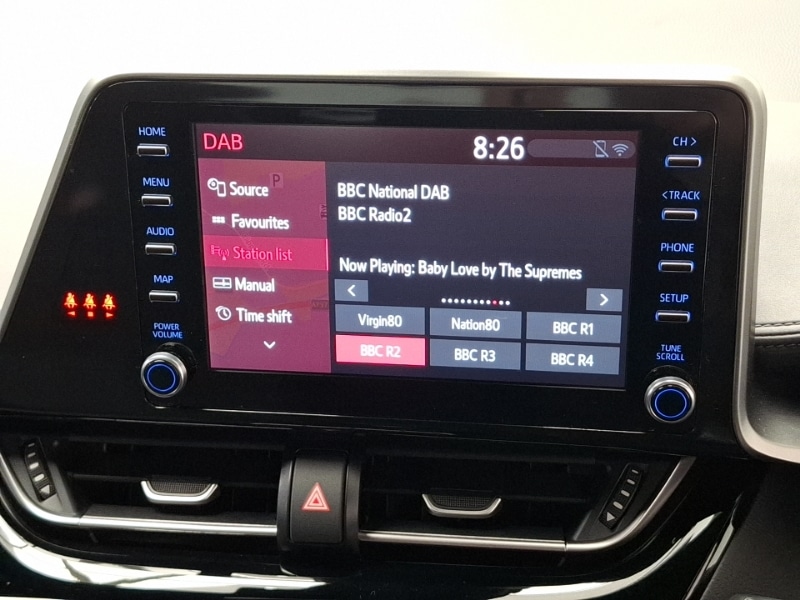 HOME
MENU
AUDIO
MAP
POWER
VOLUME
DAB
8:26
Source
P
Favourites
Station list
Manual
Time shift
BBC National DAB
BBC Radio2
Now Playing: Baby Love by The Supremes
< >
Virgin80 Nation80 BBC R1
BBC R2 BBC R3 BBC R4
CH >
< TRACK
PHONE
SETUP
TUNE
SCROLL